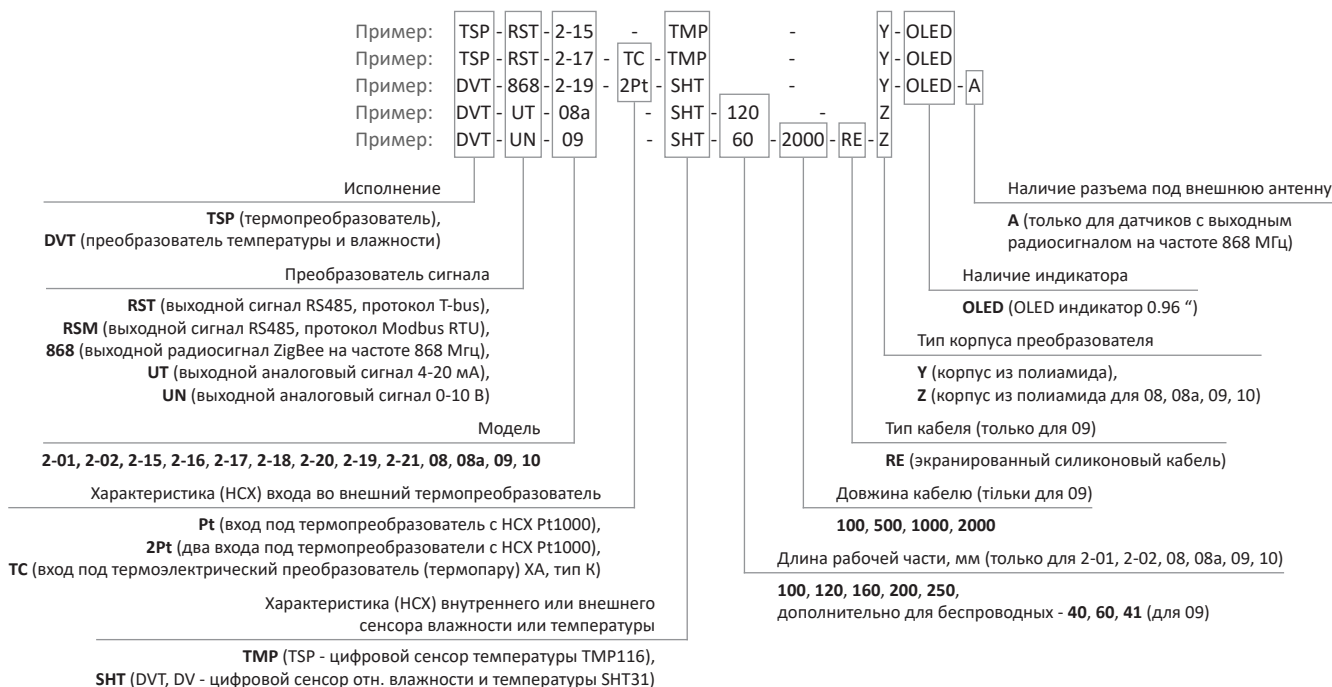 Пример: TSP - RST - 2-15 - TMP - Y - OLED
Пример: TSP - RST - 2-17 - TC - TMP - Y - OLED
Пример: DVT - 868 - 2-19 - 2Pt - SHT - Y - OLED - A
Пример: DVT - UT - 08a - SHT - 120 - Z
Пример: DVT - UN - 09 - SHT - 60 - 2000 - RE - Z
Исполнение
TSP (термопреобразователь),
DVT (преобразователь температуры и влажности)
Преобразователь сигнала
RST (выходной сигнал RS485, протокол T-bus),
RSM (выходной сигнал RS485, протокол Modbus RTU),
868 (выходной радиосигнал ZigBee на частоте 868 Мгц),
UT (выходной аналоговый сигнал 4-20 мА),
UN (выходной аналоговый сигнал 0-10 В)
Модель
2-01, 2-02, 2-15, 2-16, 2-17, 2-18, 2-20, 2-19, 2-21, 08, 08a, 09, 10
Характеристика (НСХ) входа во внешний термопреобразователь
Pt (вход под термопреобразователь с НСХ Pt1000),
2Pt (два входа под термопреобразователи с НСХ Pt1000),
TC (вход под термоэлектрический преобразователь (термопару) ХА, тип К)
Характеристика (НСХ) внутреннего или внешнего
сенсора влажности или температуры
TMP (TSP - цифровой сенсор температуры TMP116),
SHT (DVT, DV - цифровой сенсор отн. влажности и температуры SHT31)
Наличие разъема под внешнюю антенну
A (только для датчиков с выходным
радиосигналом на частоте 868 МГц)
Наличие индикатора
OLED (OLED индикатор 0.96 “)
Тип корпуса преобразователя
Y (корпус из полиамида),
Z (корпус из полиамида для 08, 08a, 09, 10)
Тип кабеля (только для 09)
RE (экранированный силиконовый кабель)
Довжина кабелю (тільки для 09)
100, 500, 1000, 2000
Длина рабочей части, мм (только для 2-01, 2-02, 08, 08a, 09, 10)
100, 120, 160, 200, 250,
дополнительно для беспроводных - 40, 60, 41 (для 09)